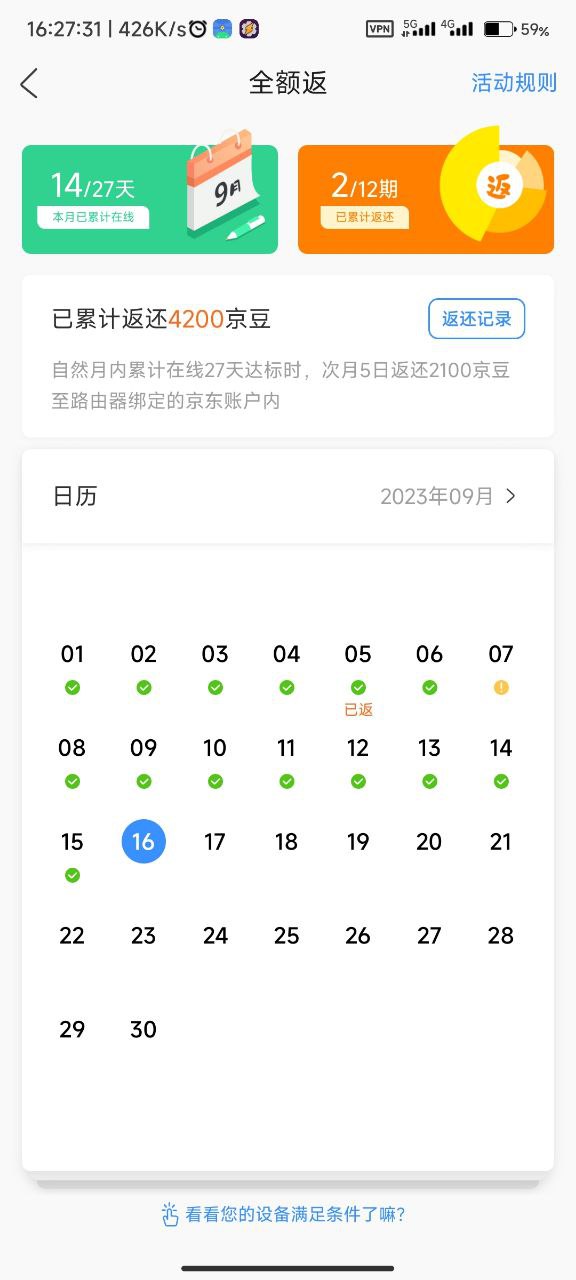 16:27:31 | 426K/s VPN 5G 4G 59%
全额返 活动规则
14/27天
本月已累计在线
9月
2/12期
已累计返还
返
已累计返还4200京豆 返还记录
自然月内累计在线27天达标时，次月5日返还2100京豆
至路由器绑定的京东账户内
日历 2023年09月
01 02 03 04 05 06 07
已返
08 09 10 11 12 13 14
15 16 17 18 19 20 21
22 23 24 25 26 27 28
29 30
看看您的设备满足条件了嘛?